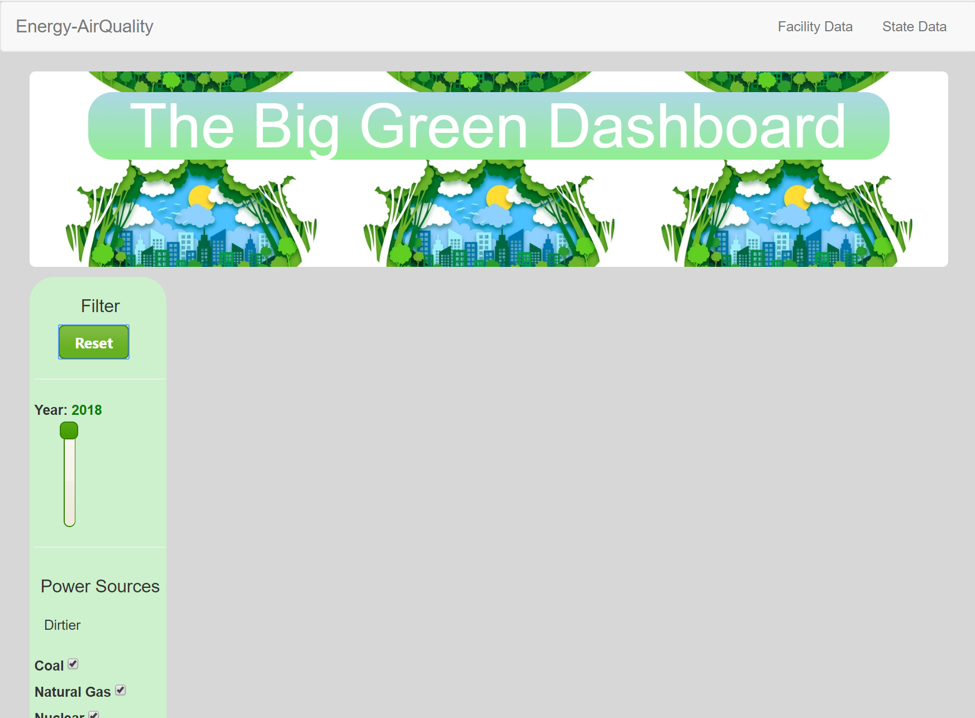 Energy-AirQuality Facility Data State Data
The Big Green Dashboard
Filter
Reset
Year: 2018
Power Sources
Dirtier
Coal
Natural Gas
Nuclear